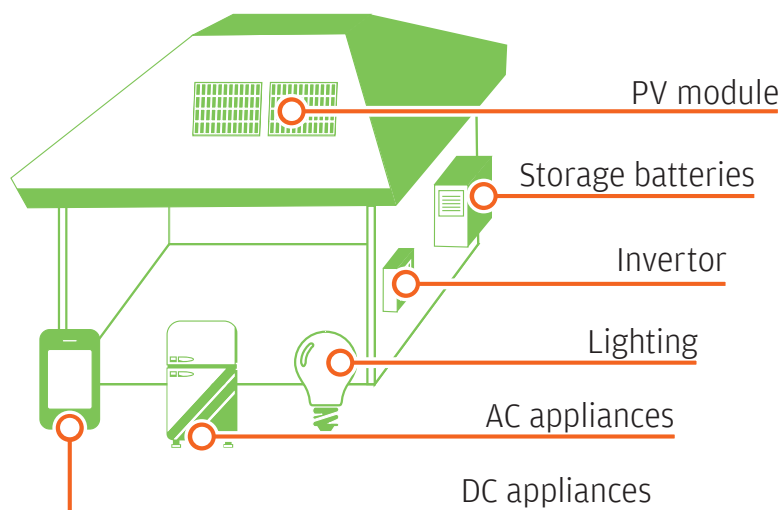 PV module
Storage batteries
Invertor
Lighting
AC appliances
DC appliances